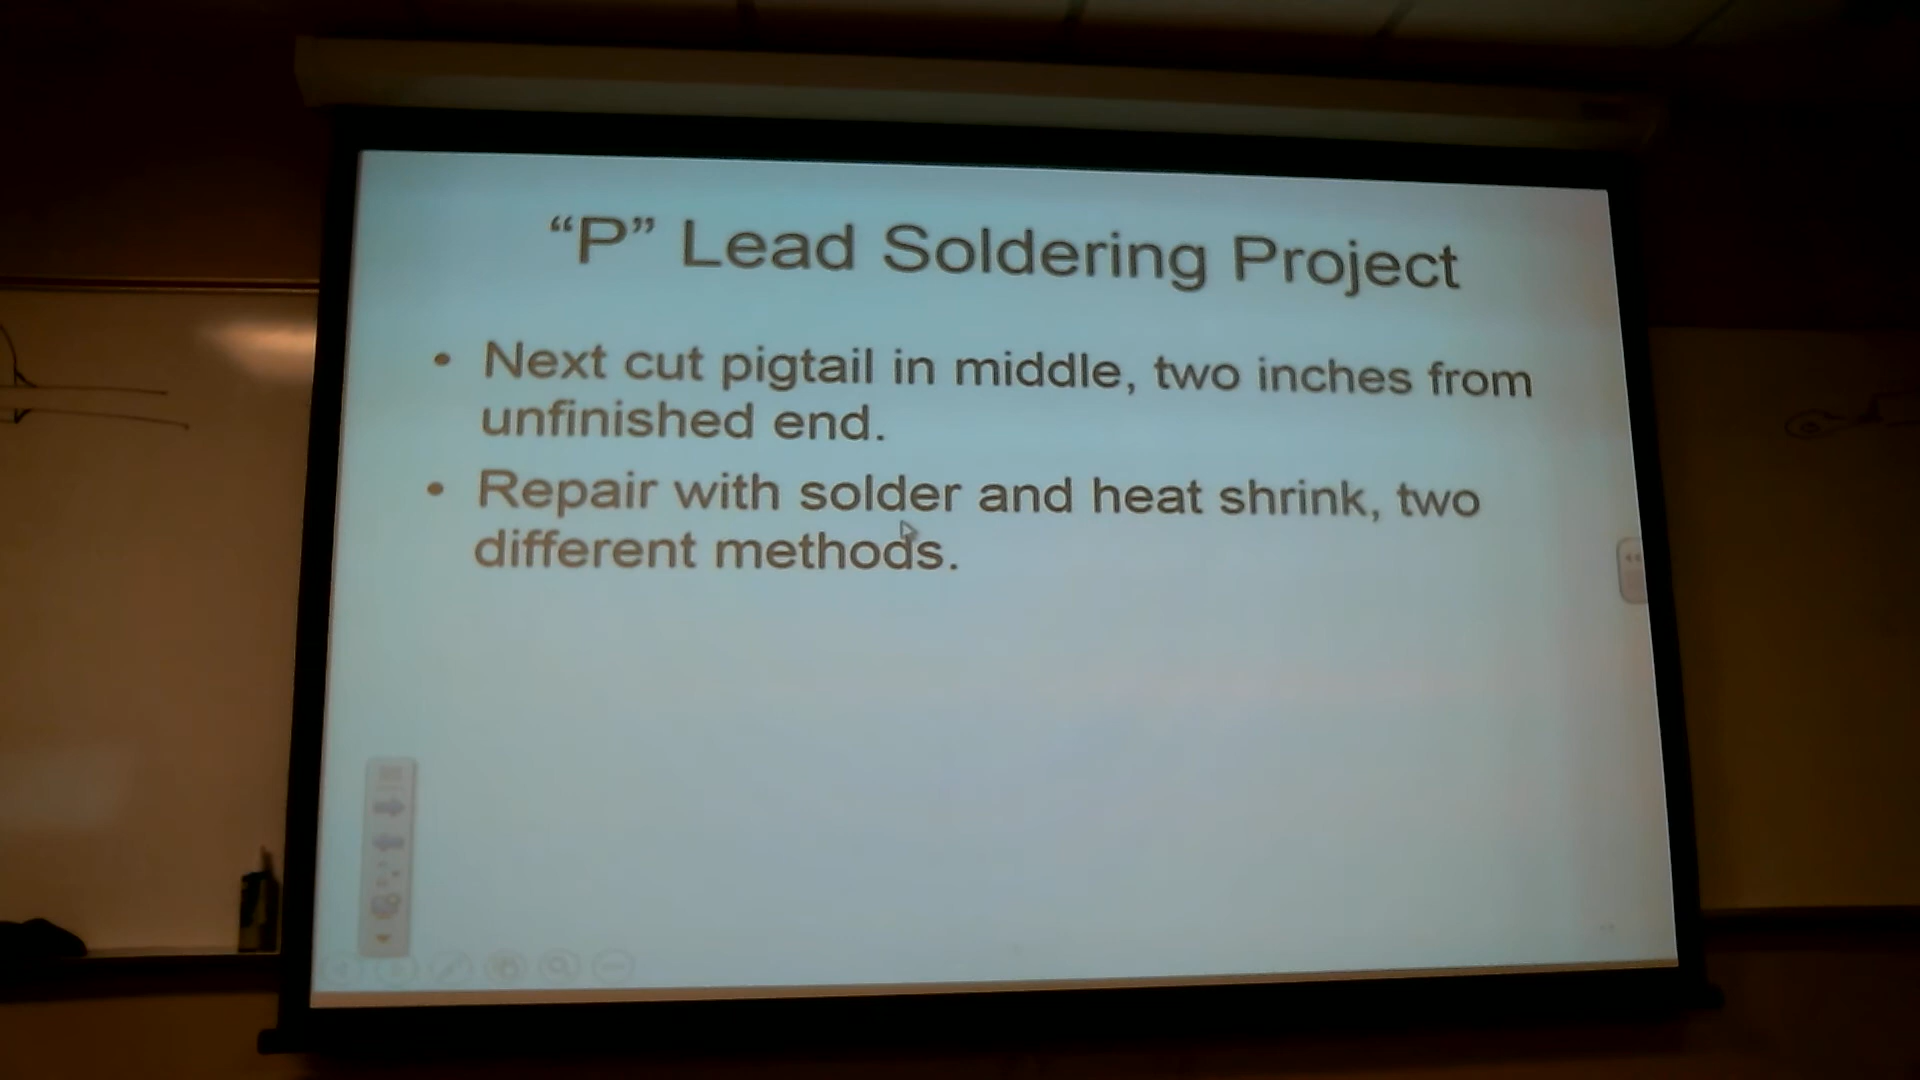 “P” Lead Soldering Project
• Next cut pigtail in middle, two inches from
unfinished end.
• Repair with solder and heat shrink, two
different methods.